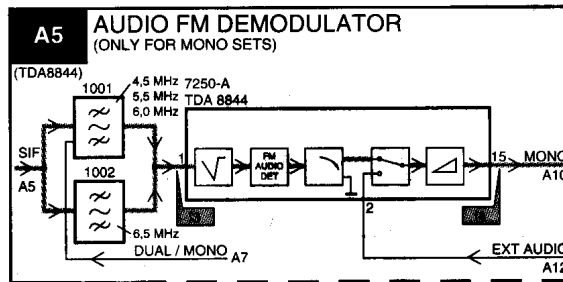 A5
AUDIO FM DEMODULATOR
(ONLY FOR MONO SETS)
(TDA8844)
1001
4,5 MHz
5,5 MHz
6,0 MHz
7250-A
TDA 8844
SIF
A5
1
FM
AUDIO
DET
15
MONO
A10
1002
2
6,5 MHz
DUAL / MONO
A7
EXT AUDIO
A12